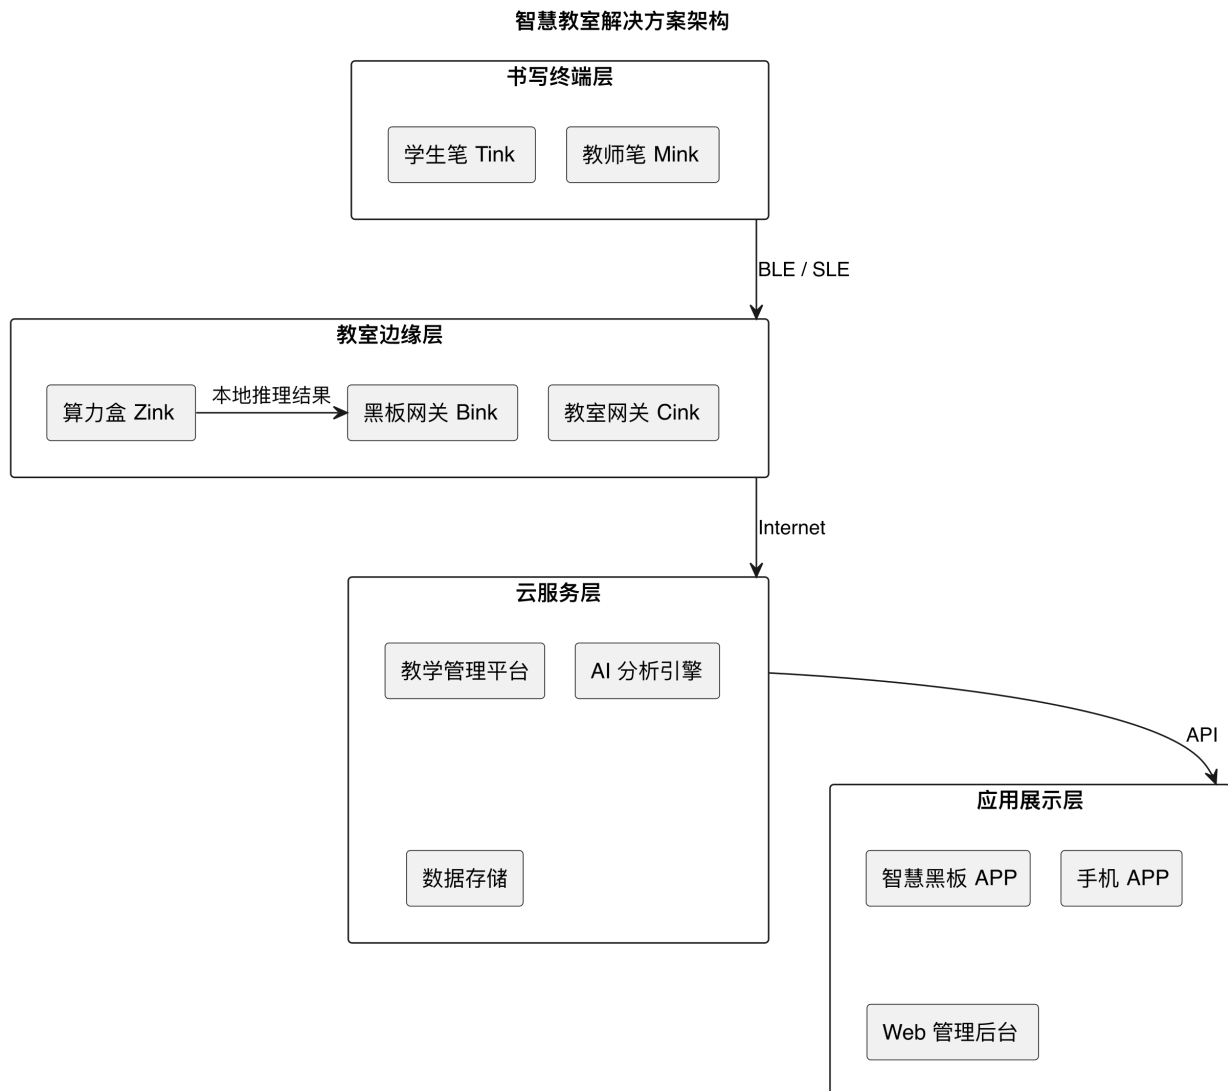 智慧教室解决方案架构
书写终端层
学生笔 Tink
教师笔 Mink
BLE / SLE
教室边缘层
算力盒 Zink
本地推理结果
黑板网关 Bink
教室网关 Cink
Internet
云服务层
教学管理平台
AI 分析引擎
数据存储
API
应用展示层
智慧黑板 APP
手机 APP
Web 管理后台